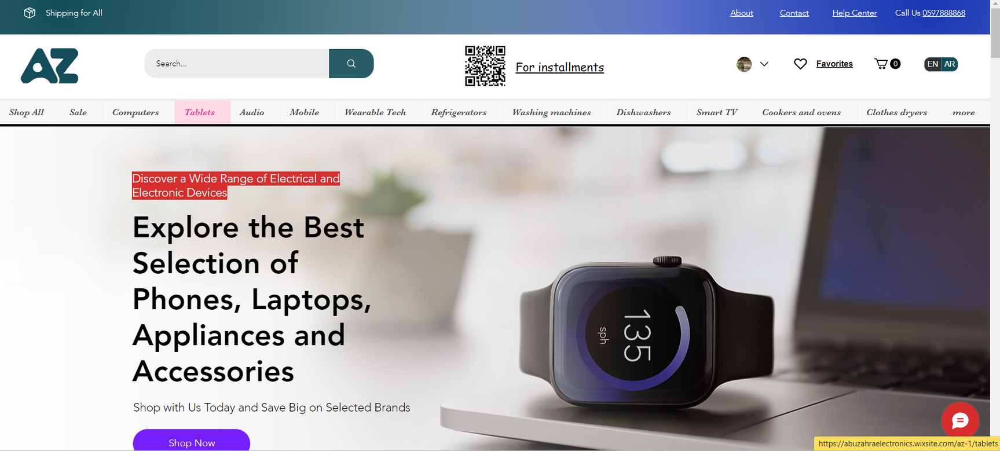 Shipping for All
About
Contact
Help Center
Call Us 0597888868
AZ
Search...
For installments
Favorites
0
EN AR
Shop All
Sale
Computers
Tablets
Audio
Mobile
Wearable Tech
Refrigerators
Washing machines
Dishwashers
Smart TV
Cookers and ovens
Clothes dryers
more
Discover a Wide Range of Electrical and
Electronic Devices
Explore the Best
Selection of
Phones, Laptops,
Appliances and
Accessories
Shop with Us Today and Save Big on Selected Brands
Shop Now
135
sph
https://abuzahraelectronics.wixsite.com/az-1/tablets